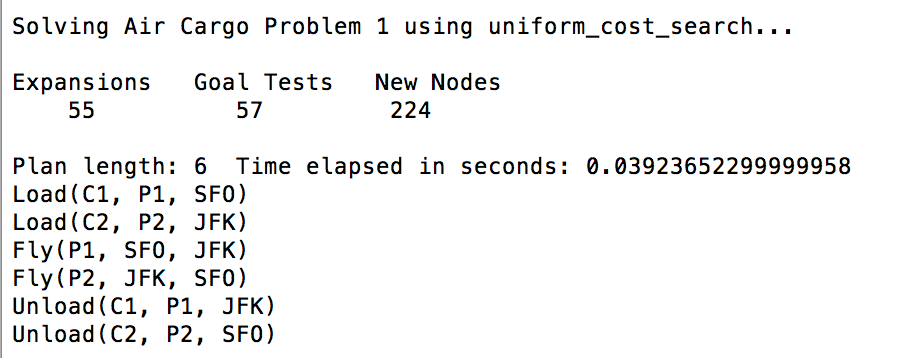 Solving Air Cargo Problem 1 using uniform_cost_search...
Expansions   Goal Tests   New Nodes
55   57   224
Plan length: 6  Time elapsed in seconds: 0.03923652299999958
Load(C1, P1, SFO)
Load(C2, P2, JFK)
Fly(P1, SFO, JFK)
Fly(P2, JFK, SFO)
Unload(C1, P1, JFK)
Unload(C2, P2, SFO)